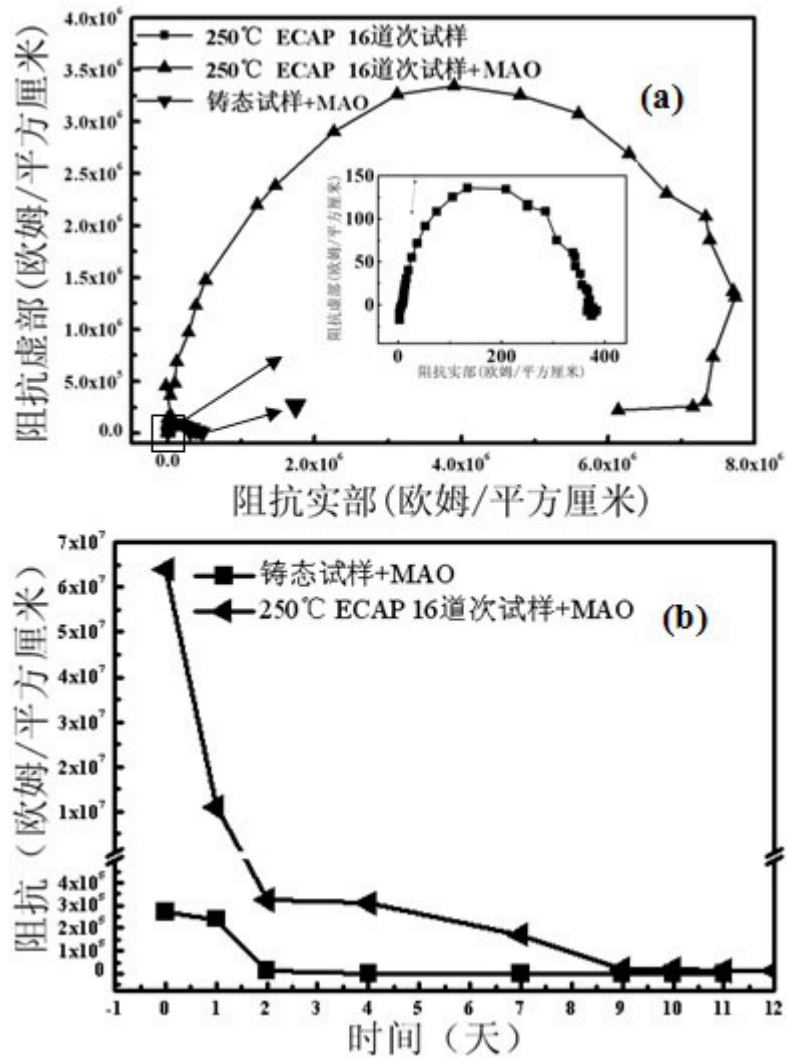 4.0x10⁶
3.5x10⁶
3.0x10⁶
2.5x10⁶
2.0x10⁶
1.5x10⁶
1.0x10⁶
5.0x10⁵
0.0
阻抗虚部(欧姆/平方厘米)
250℃ ECAP 16道次试样
250℃ ECAP 16道次试样+MAO
铸态试样+MAO
(a)
150
100
50
0
阻抗虚部(欧姆/平方厘米)
0 200 400
阻抗实部(欧姆/平方厘米)
0.0 2.0x10⁶ 4.0x10⁶ 6.0x10⁶ 8.0x10⁶
阻抗实部(欧姆/平方厘米)
7x10⁷
6x10⁷
5x10⁷
4x10⁷
3x10⁷
2x10⁷
1x10⁷
4x10⁵
3x10⁵
2x10⁵
1x10⁵
0
阻抗（欧姆/平方厘米）
铸态试样+MAO
250℃ ECAP 16道次试样+MAO
(b)
-1 0 1 2 3 4 5 6 7 8 9 10 11 12
时间（天）